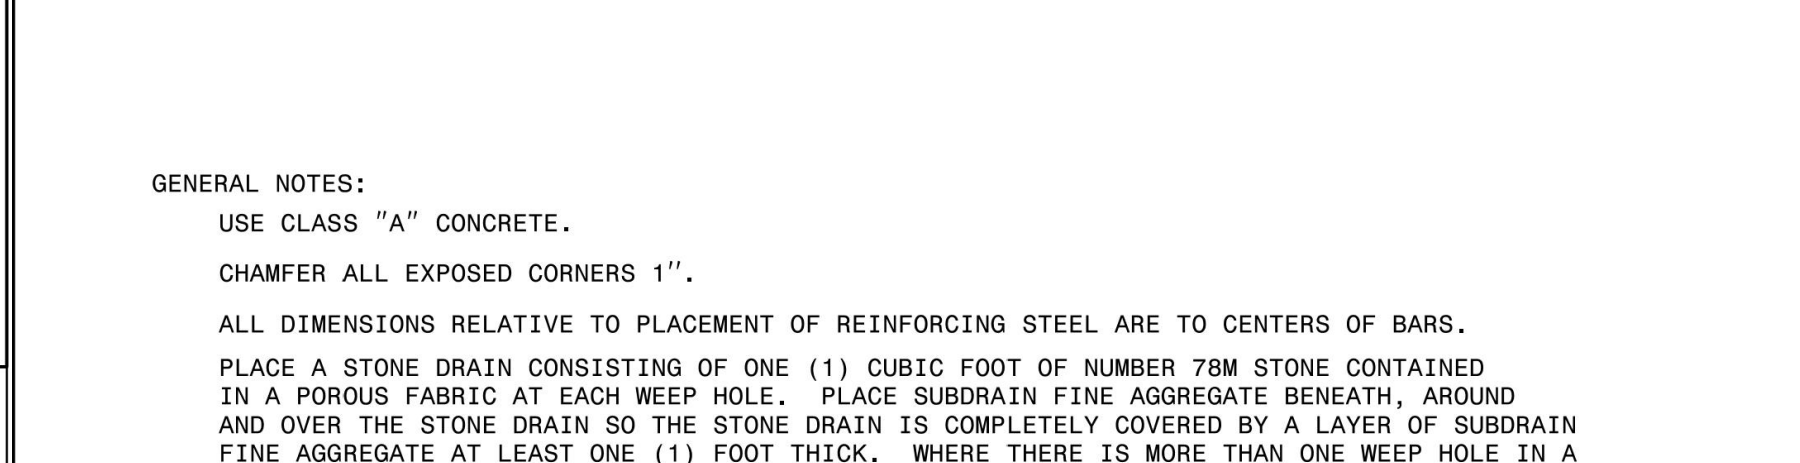 GENERAL NOTES:
USE CLASS "A" CONCRETE.
CHAMFER ALL EXPOSED CORNERS 1".
ALL DIMENSIONS RELATIVE TO PLACEMENT OF REINFORCING STEEL ARE TO CENTERS OF BARS.
PLACE A STONE DRAIN CONSISTING OF ONE (1) CUBIC FOOT OF NUMBER 78M STONE CONTAINED
IN A POROUS FABRIC AT EACH WEEP HOLE.  PLACE SUBDRAIN FINE AGGREGATE BENEATH, AROUND
AND OVER THE STONE DRAIN SO THE STONE DRAIN IS COMPLETELY COVERED BY A LAYER OF SUBDRAIN
FINE AGGREGATE AT LEAST ONE (1) FOOT THICK.  WHERE THERE IS MORE THAN ONE WEEP HOLE IN A